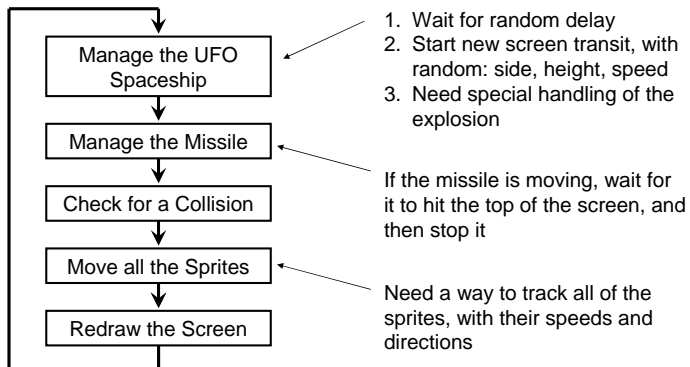 Manage the UFO
Spaceship
Manage the Missile
Check for a Collision
Move all the Sprites
Redraw the Screen
1. Wait for random delay
2. Start new screen transit, with
random: side, height, speed
3. Need special handling of the
explosion
If the missile is moving, wait for
it to hit the top of the screen, and
then stop it
Need a way to track all of the
sprites, with their speeds and
directions